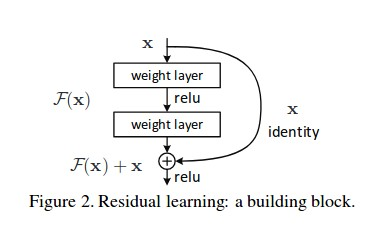 x
weight layer
F(x)
relu
x
weight layer
identity
F(x) + x
relu
Figure 2. Residual learning: a building block.